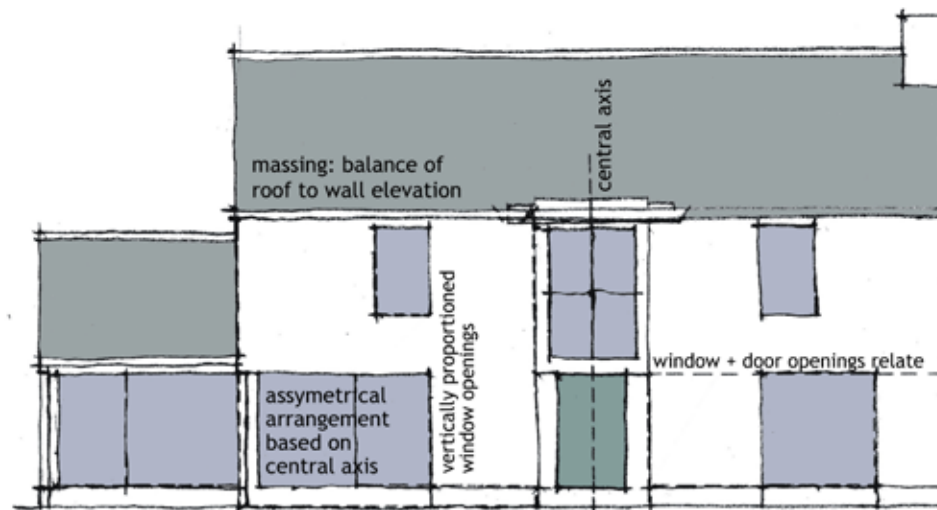 massing: balance of
roof to wall elevation
central axis
vertically proportioned
window openings
window + door openings relate
assymetrical
arrangement
based on
central axis